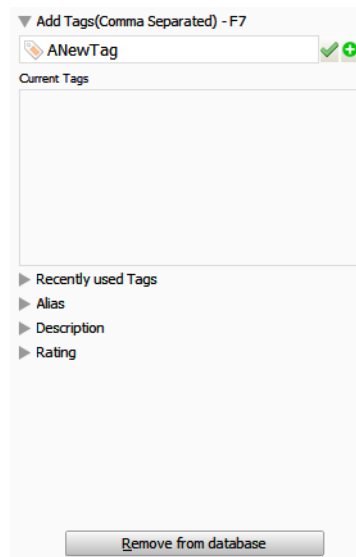 Add Tags(Comma Separated) - F7
ANewTag
Current Tags
Recently used Tags
Alias
Description
Rating
Remove from database